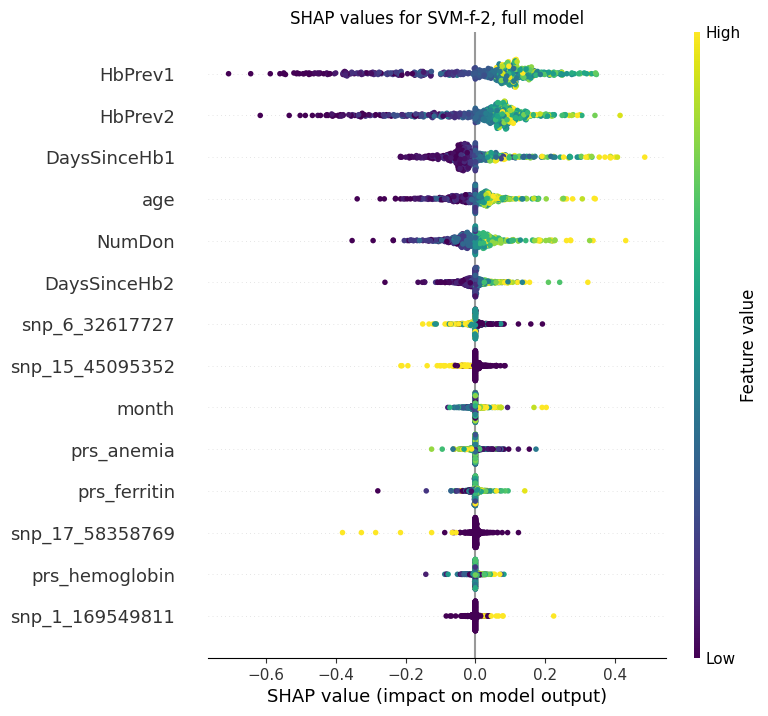 SHAP values for SVM-f-2, full model
High
HbPrev1
HbPrev2
DaysSinceHb1
age
NumDon
DaysSinceHb2
snp_6_32617727
snp_15_45095352
month
prs_anemia
prs_ferritin
snp_17_58358769
prs_hemoglobin
snp_1_169549811
Feature value
Low
−0.6 −0.4 −0.2 0.0 0.2 0.4
SHAP value (impact on model output)